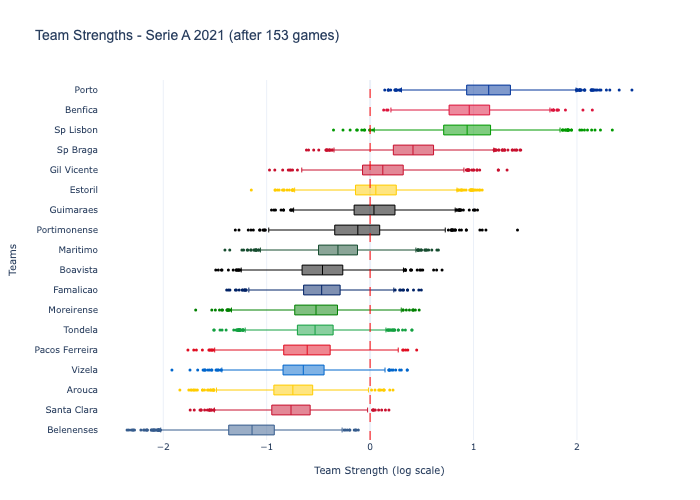 Team Strengths - Serie A 2021 (after 153 games)
Porto
Benfica
Sp Lisbon
Sp Braga
Gil Vicente
Estoril
Guimaraes
Portimonense
Maritimo
Boavista
Famalicao
Moreirense
Tondela
Pacos Ferreira
Vizela
Arouca
Santa Clara
Belenenses
Teams
−2
−1
0
1
2
Team Strength (log scale)